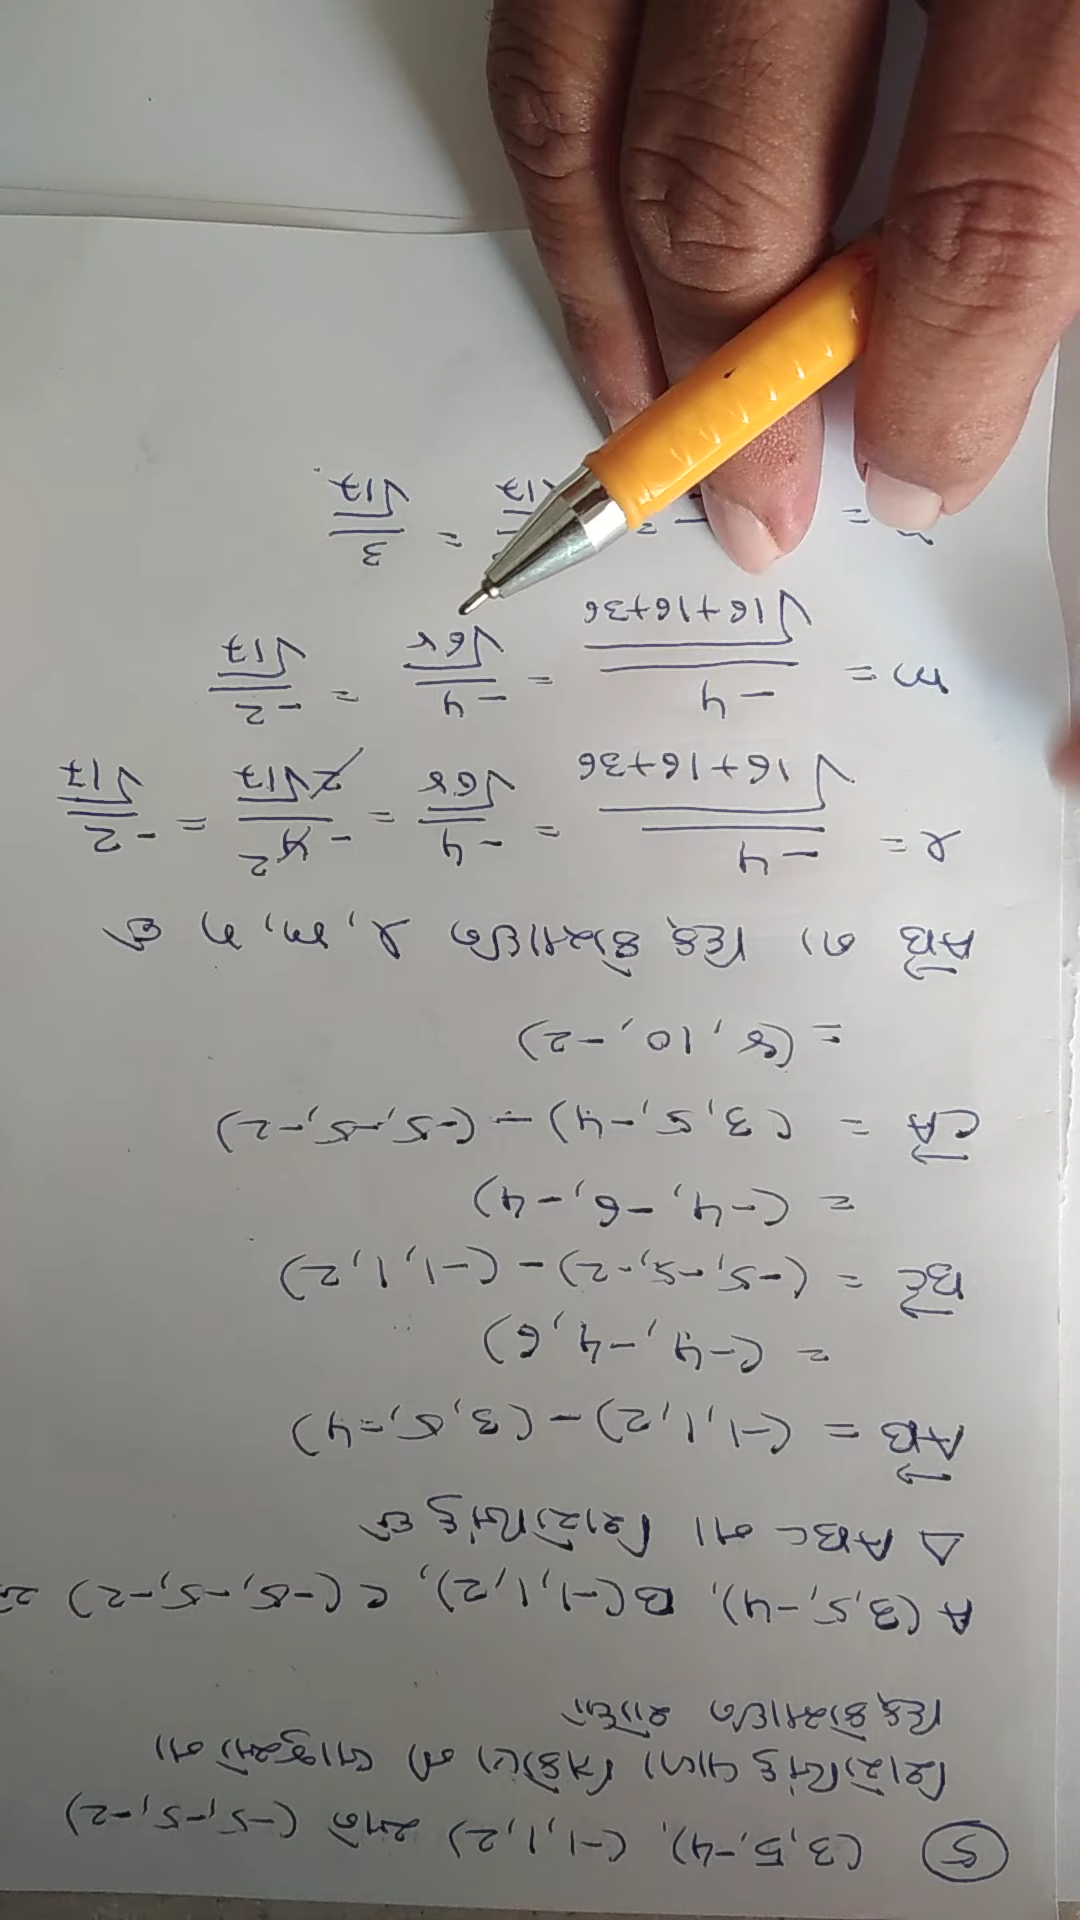 ⑤ (3,5,-4), (-1,1,2) અને (-5,-5,-2)
શિરોબિંદુ વાળા
A (3,5,-4), B(-1,1,2), C(-5,-5,-2)
Δ ABC ના શિરોબિંદુ છે
AB→ = (-1,1,2) - (3,5,-4)
= (-4,-4,6)
BC→ = (-5,-5,-2) - (-1,1,2)
= (-4,-6,-4)
CA→ = (3,5,-4) - (-5,-5,-2)
= (8,10,-2)
AB→ ના l, m, n છે
l = -4/√16+16+36 = -4/√68 = -4 2/2√17 = -2/√17
m = -4/√16+16+36 = -4/√68 = -2/√17
= 3/√17